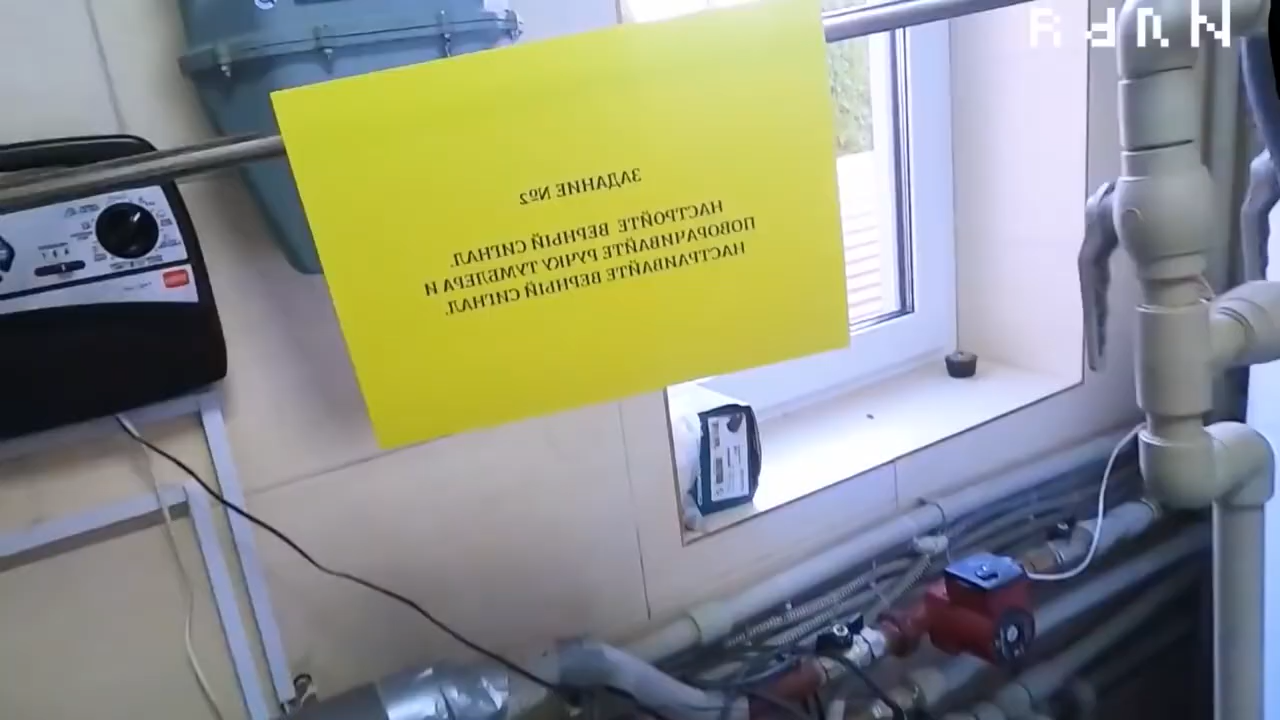 ЗАДАНИЕ №2
НАСТРОЙТЕ ВЕРНЫЙ СИГНАЛ.
ПОВОРАЧИВАЙТЕ РУЧКУ ТУМБЛЕРА И
НАСТРАИВАЙТЕ ВЕРНЫЙ СИГНАЛ.